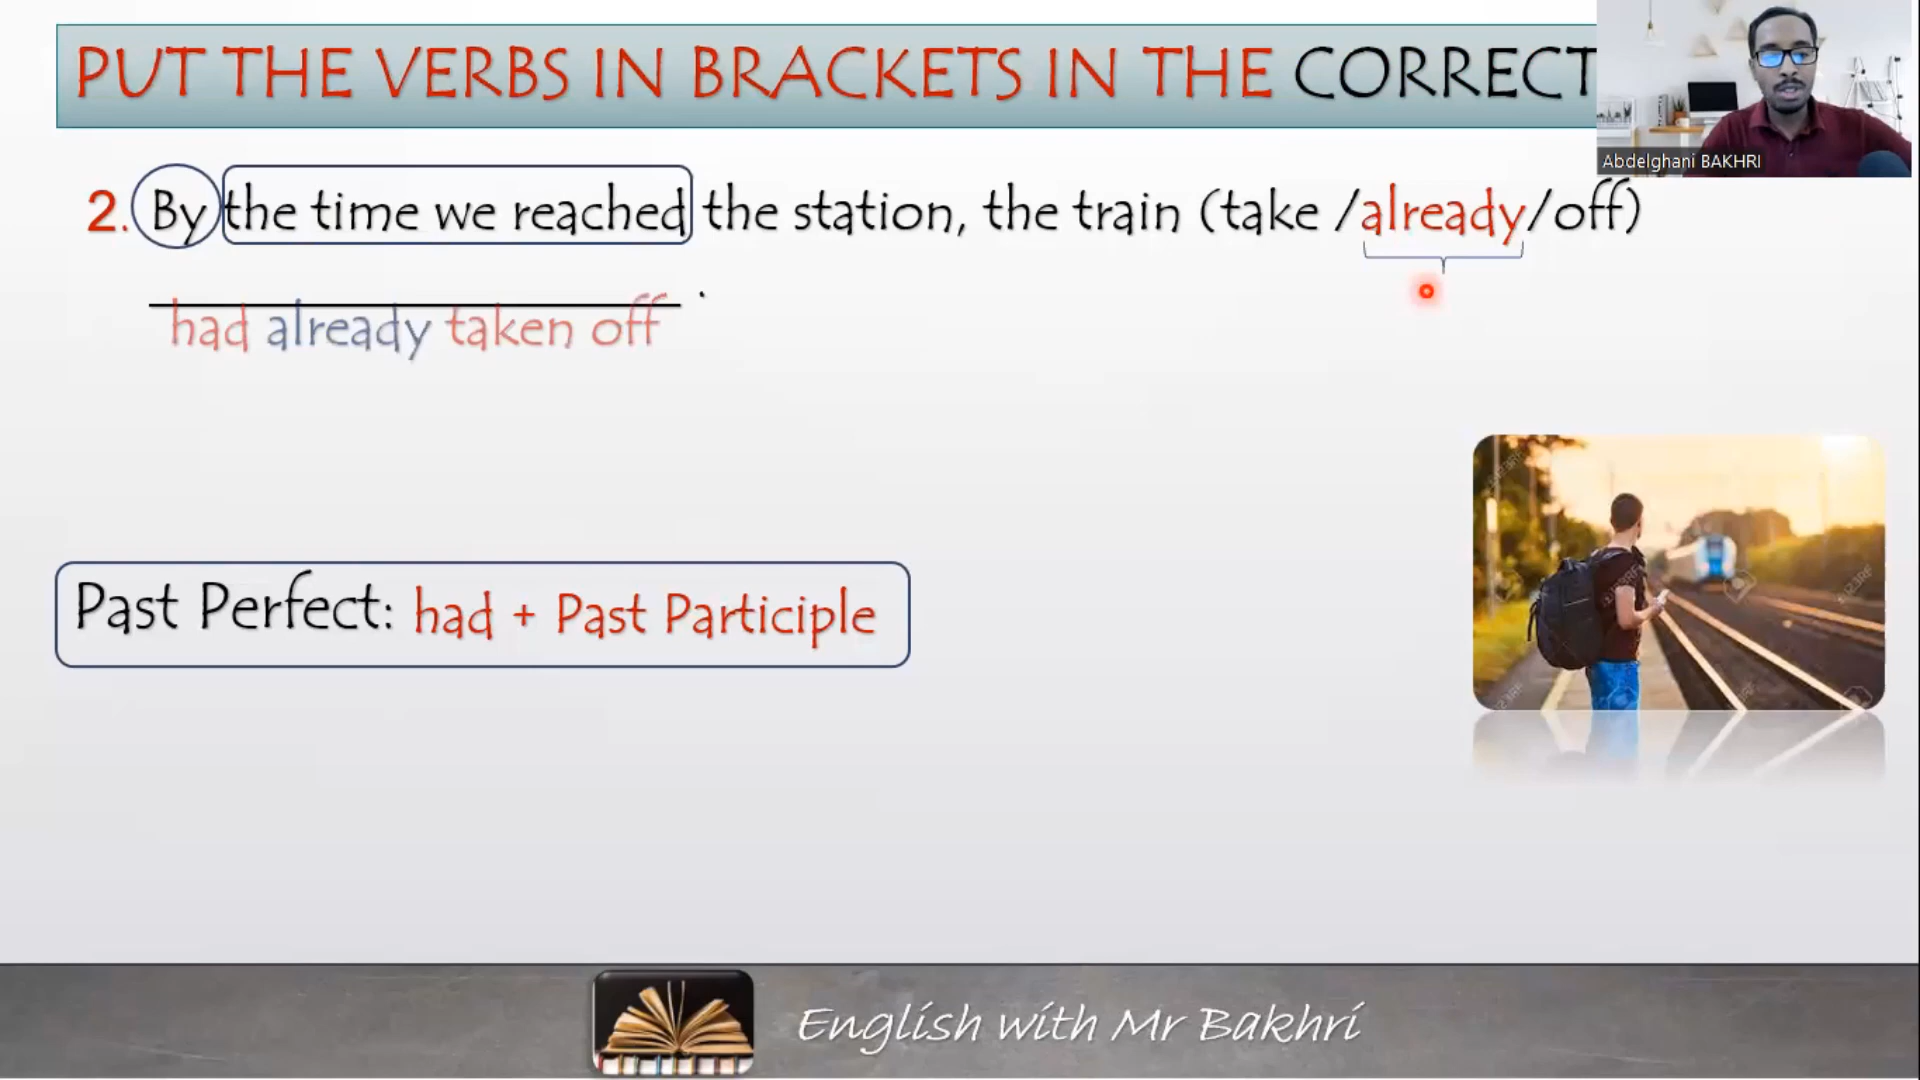 PUT THE VERBS IN BRACKETS IN THE CORRECT
Abdelghani BAKHRI
2. By the time we reached the station, the train (take /already/off)
____________________ .
had already taken off
Past Perfect: had + Past Participle
English with Mr Bakhri